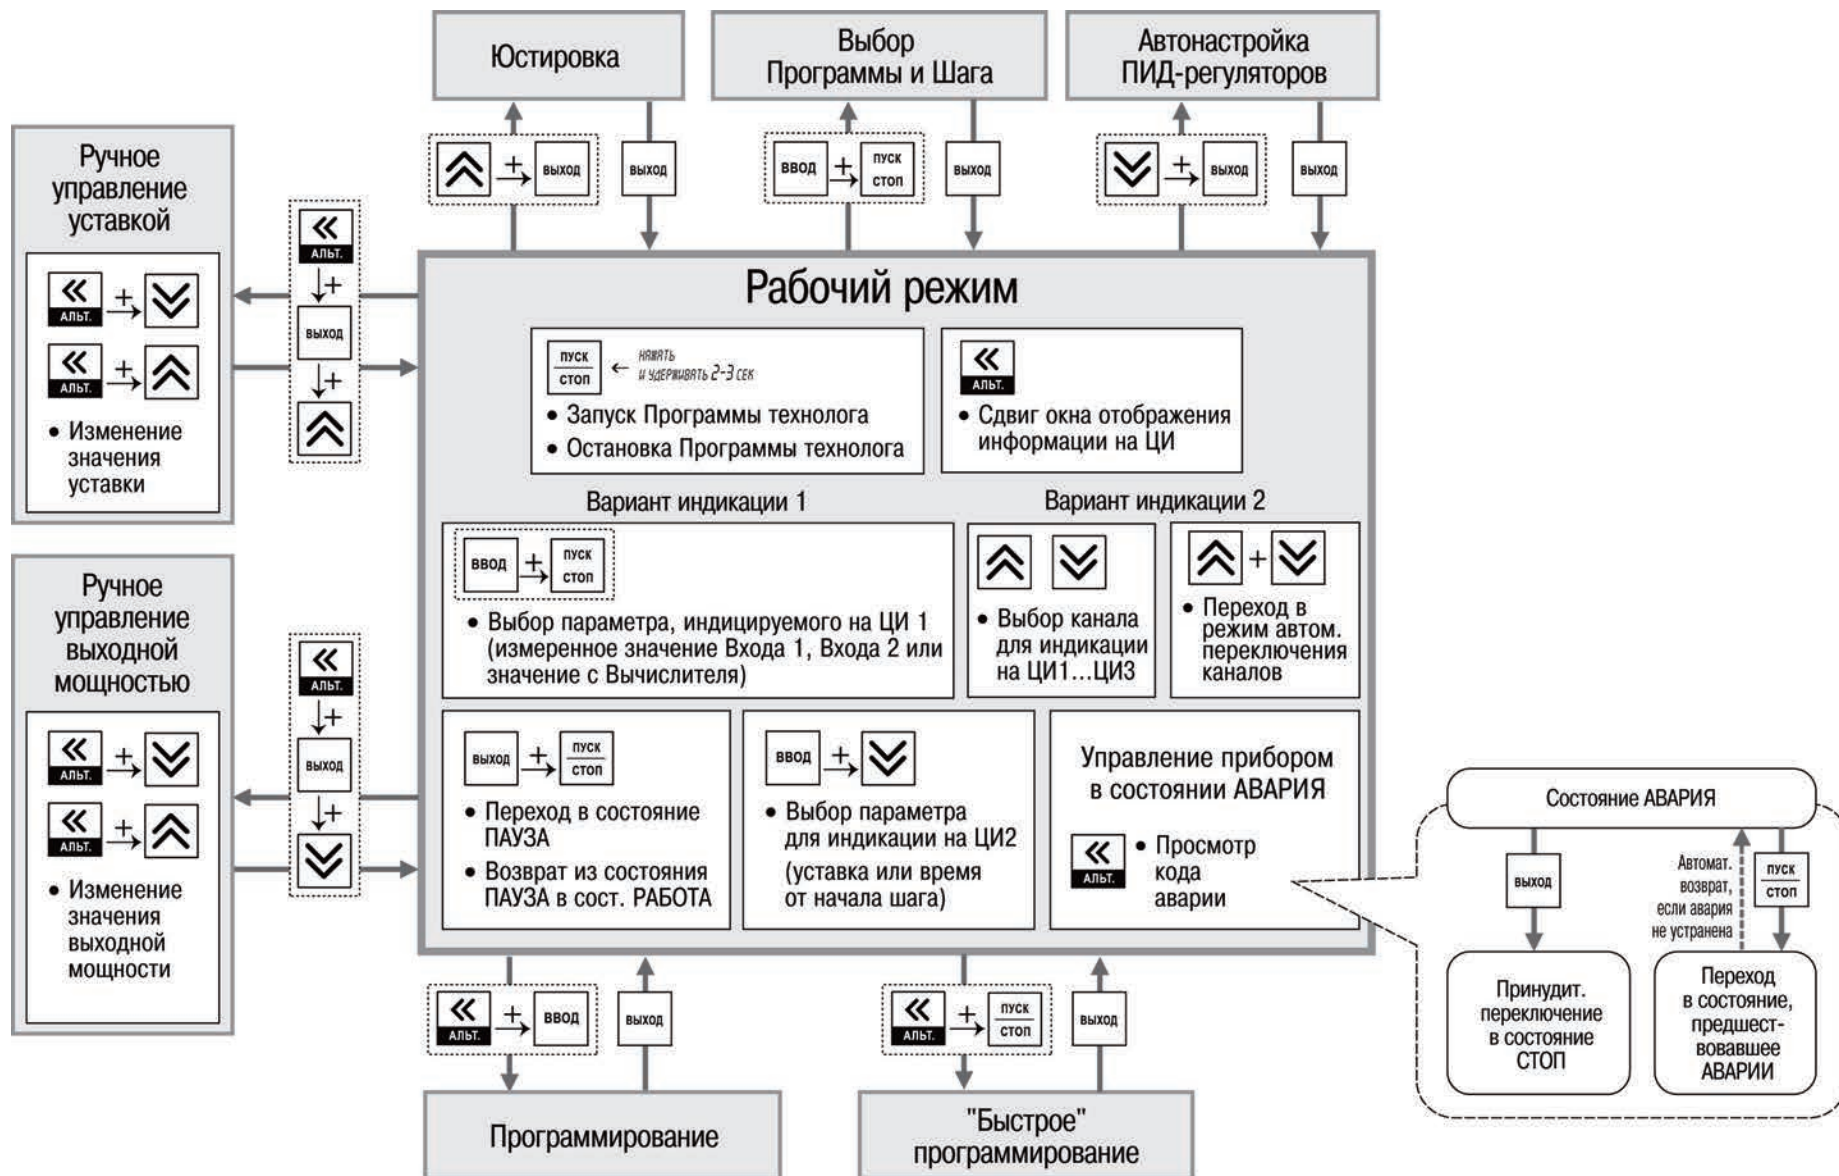 Юстировка
Выбор
Программы и Шага
Автонастройка
ПИД-регуляторов
+
ВЫХОД
ВЫХОД
ВВОД
+
ПУСК
СТОП
ВЫХОД
+
ВЫХОД
ВЫХОД
Ручное
управление
уставкой
АЛЬТ.
+
АЛЬТ.
+
• Изменение
значения
уставки
АЛЬТ.
+
ВЫХОД
+
Рабочий режим
ПУСК
СТОП
НАЖАТЬ
И УДЕРЖИВАТЬ 2-3 СЕК
• Запуск Программы технолога
• Остановка Программы технолога
АЛЬТ.
• Сдвиг окна отображения
информации на ЦИ
Вариант индикации 1
ВВОД
+
ПУСК
СТОП
• Выбор параметра, индицируемого на ЦИ 1
(измеренное значение Входа 1, Входа 2 или
значение с Вычислителя)
Вариант индикации 2
• Выбор канала
для индикации
на ЦИ1...ЦИ3
+
• Переход в
режим автом.
переключения
каналов
ВЫХОД
+
ПУСК
СТОП
• Переход в состояние
ПАУЗА
• Возврат из состояния
ПАУЗА в сост. РАБОТА
ВВОД
+
• Выбор параметра
для индикации на ЦИ2
(уставка или время
от начала шага)
Управление прибором
в состоянии АВАРИЯ
АЛЬТ.
• Просмотр
кода
аварии
Ручное
управление
выходной
мощностью
АЛЬТ.
+
АЛЬТ.
+
• Изменение
значения
выходной
мощности
АЛЬТ.
+
ВЫХОД
+
Состояние АВАРИЯ
ВЫХОД
Автомат.
возврат,
если авария
не устранена
ПУСК
СТОП
Принудит.
переключение
в состояние
СТОП
Переход
в состояние,
предшест-
вовавшее
АВАРИИ
АЛЬТ.
+
ВВОД
ВЫХОД
АЛЬТ.
+
ПУСК
СТОП
ВЫХОД
Программирование
"Быстрое"
программирование